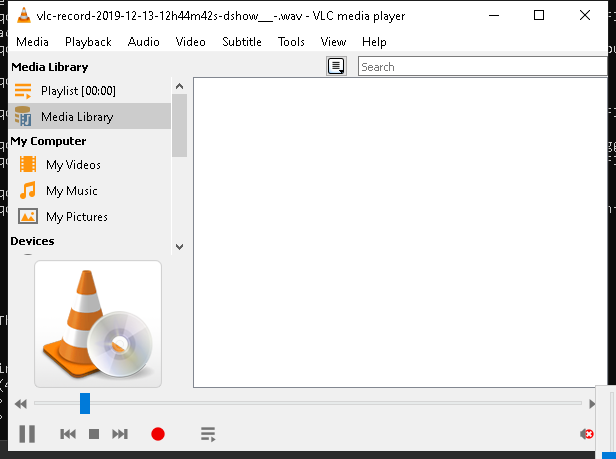 vlc-record-2019-12-13-12h44m42s-dshow___-.wav - VLC media player
Media Playback Audio Video Subtitle Tools View Help
Media Library
Search
Playlist [00:00]
Media Library
My Computer
My Videos
My Music
My Pictures
Devices